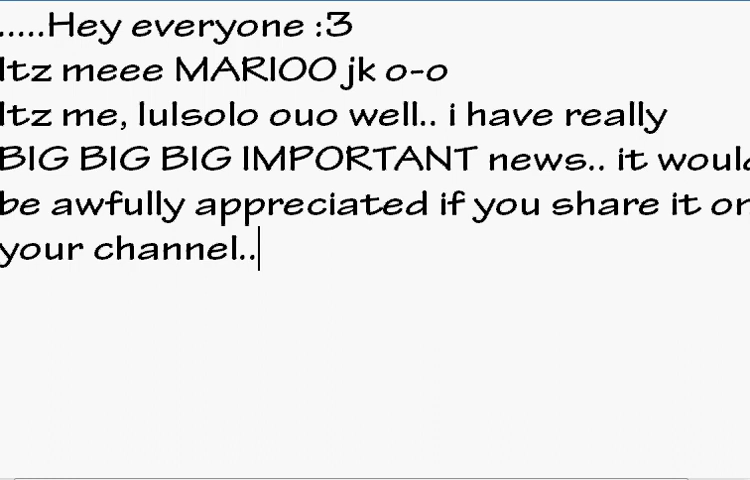 .....Hey everyone :3
Itz meee MARIOO jk o-o
Itz me, lulsolo ouo well.. i have really
BIG BIG BIG IMPORTANT news.. it would
be awfully appreciated if you share it on
your channel..